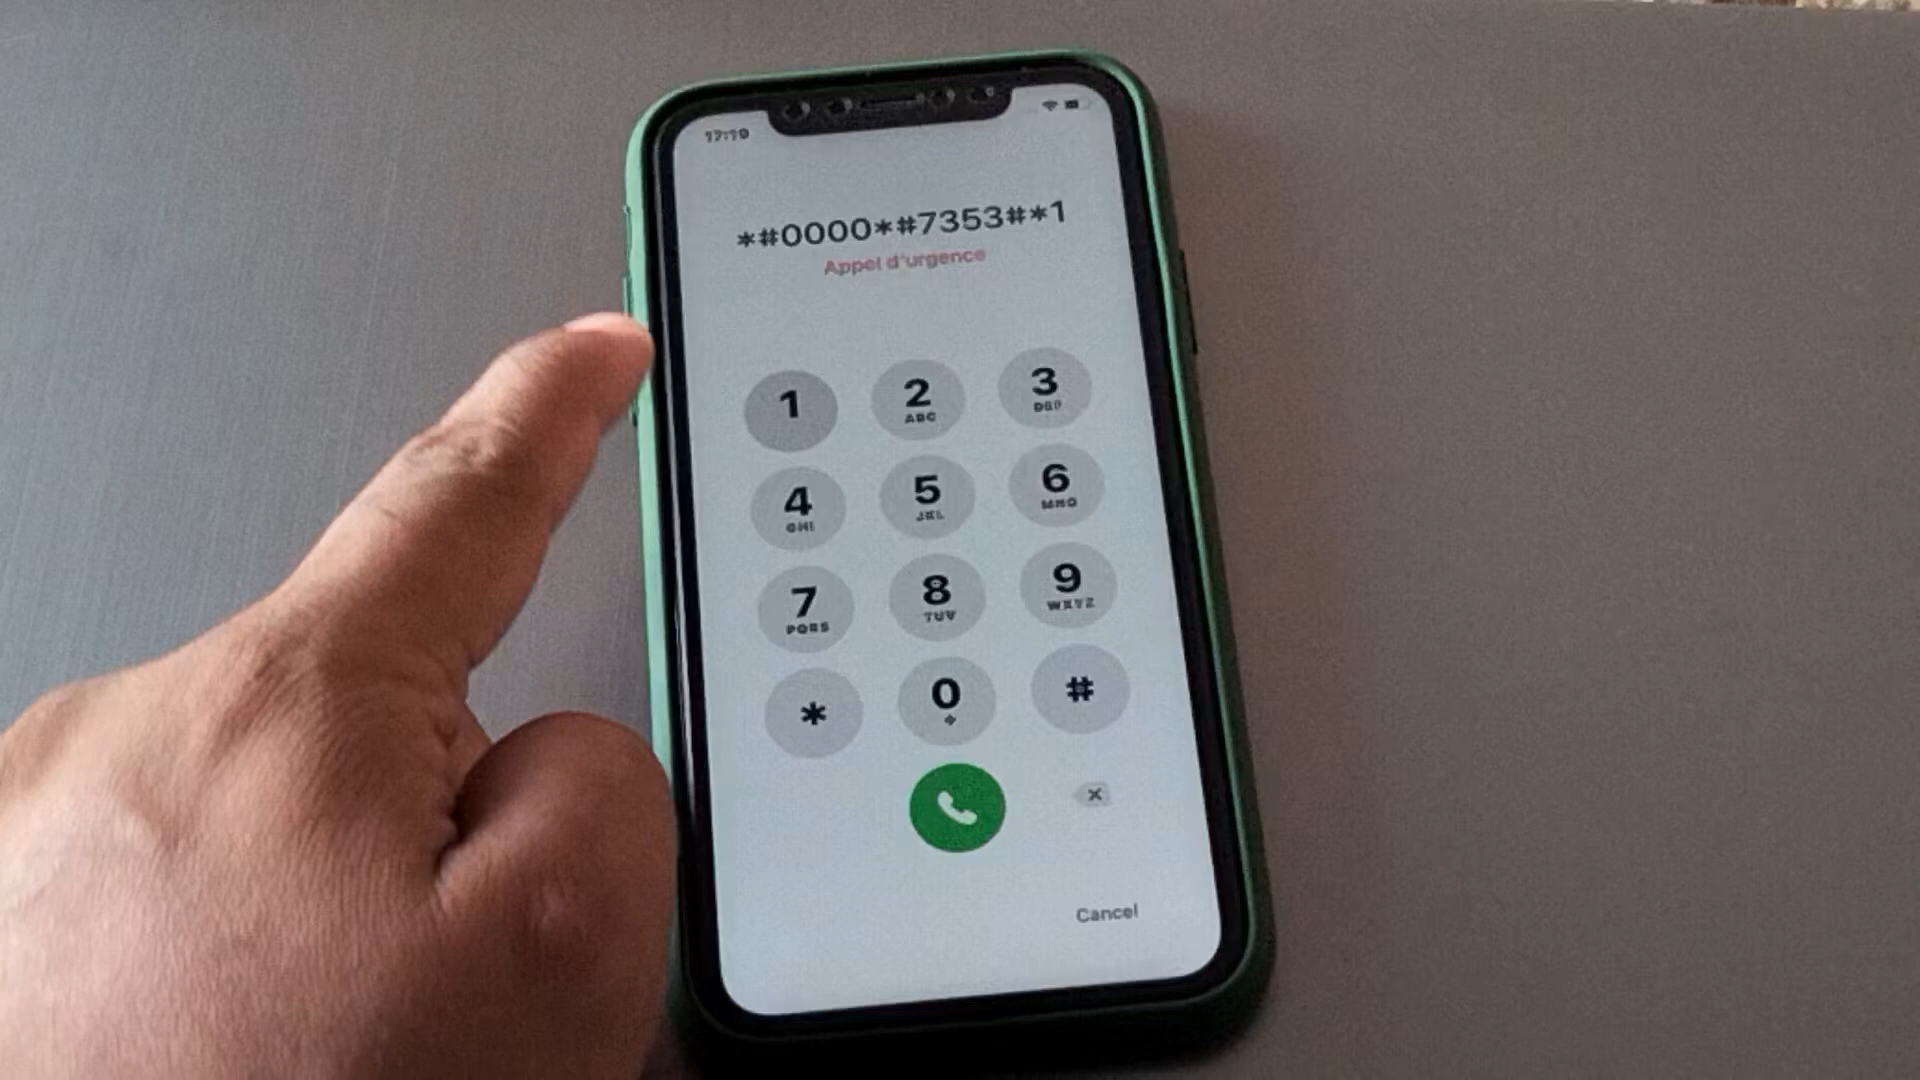 17:19
*#0000*#7353#*1
Appel d'urgence
1 2 3
ABC DEF
4 5 6
GHI JKL MNO
7 8 9
PQRS TUV WXYZ
* 0 #
+
Cancel